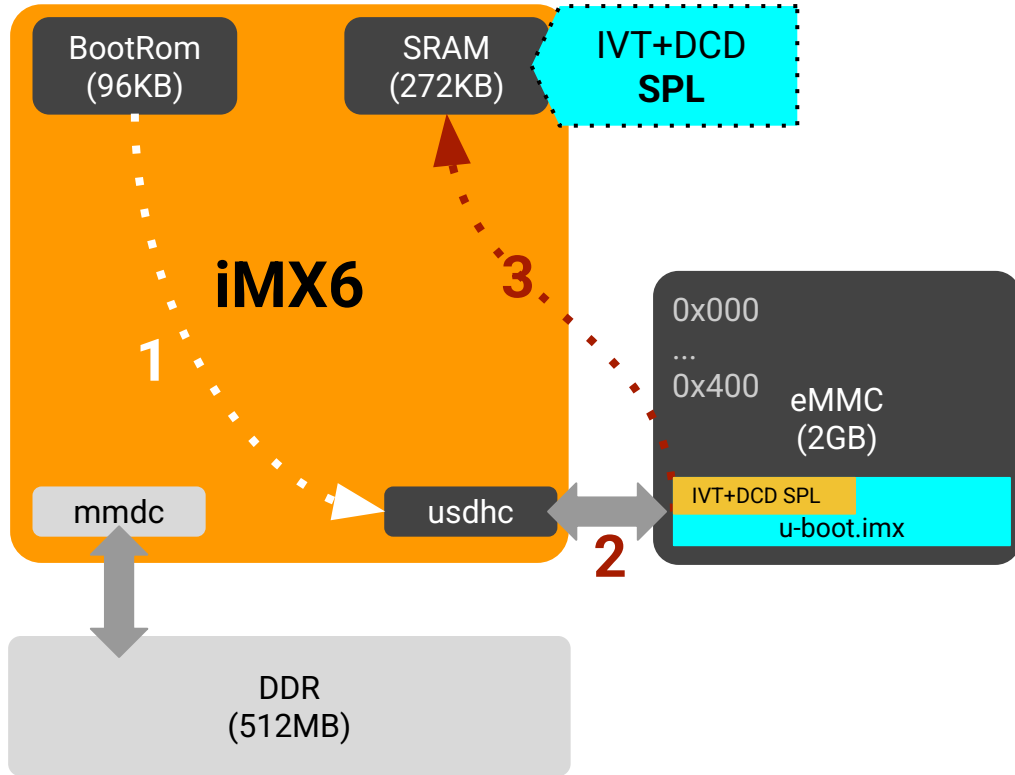 BootRom
(96KB)
SRAM
(272KB)
IVT+DCD
SPL
iMX6
3
1
0x000
...
0x400
eMMC
(2GB)
IVT+DCD SPL
u-boot.imx
mmdc
usdhc
2
DDR
(512MB)